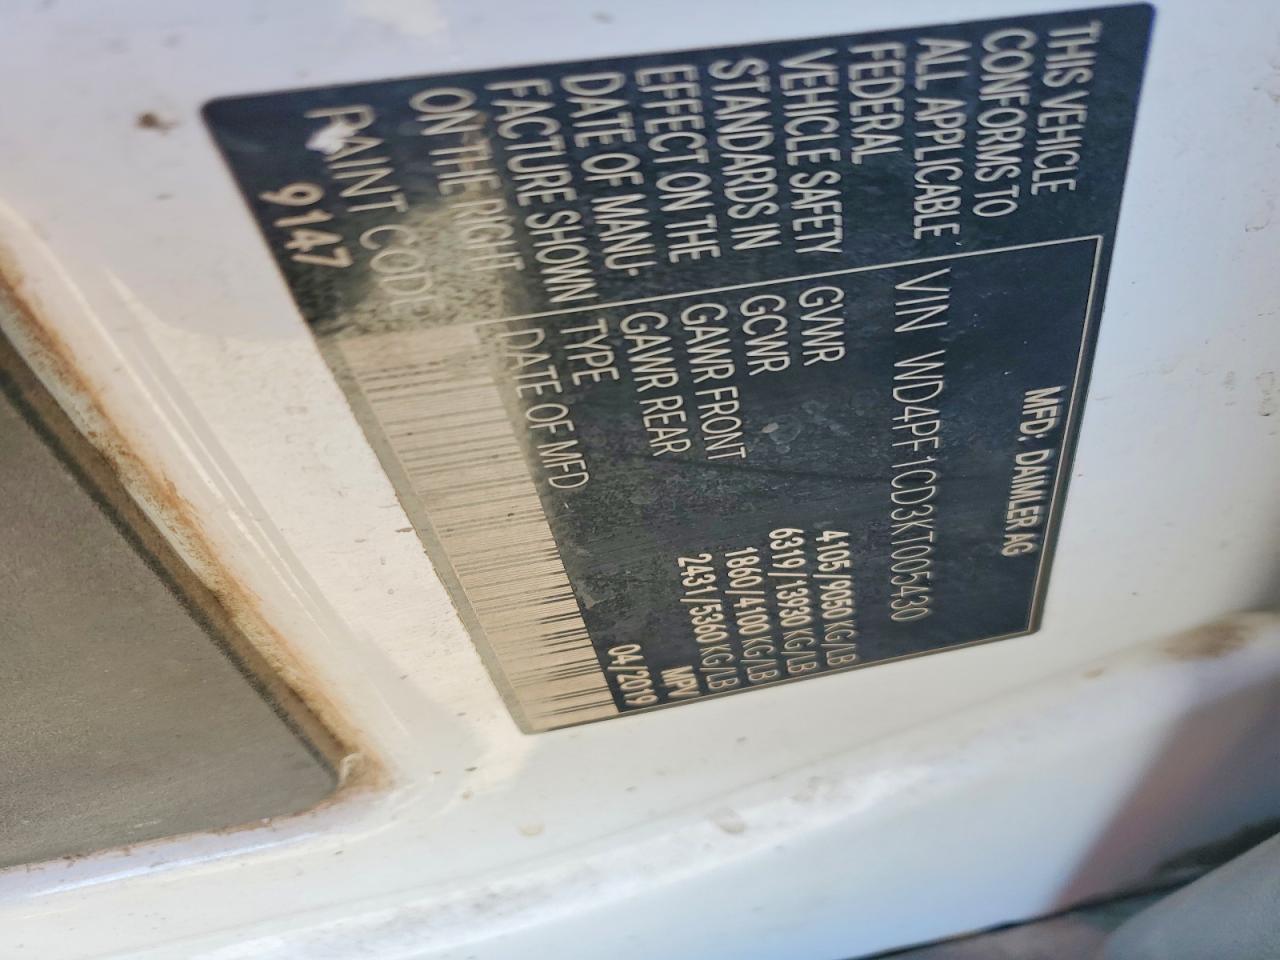 THIS VEHICLE
CONFORMS TO
ALL APPLICABLE
FEDERAL
VEHICLE SAFETY
STANDARDS IN
EFFECT ON THE
DATE OF MANU-
FACTURE SHOWN
ON THE RIGHT
PAINT CODE
9147
MFD: DAIMLER AG
VIN WD4PF1CD3KT005430
GVWR 4105/9050 KG/LB
GCWR 6319/13930 KG/LB
GAWR FRONT 1860/4100 KG/LB
GAWR REAR 2431/5360 KG/LB
TYPE MPV
DATE OF MFD 04/2019